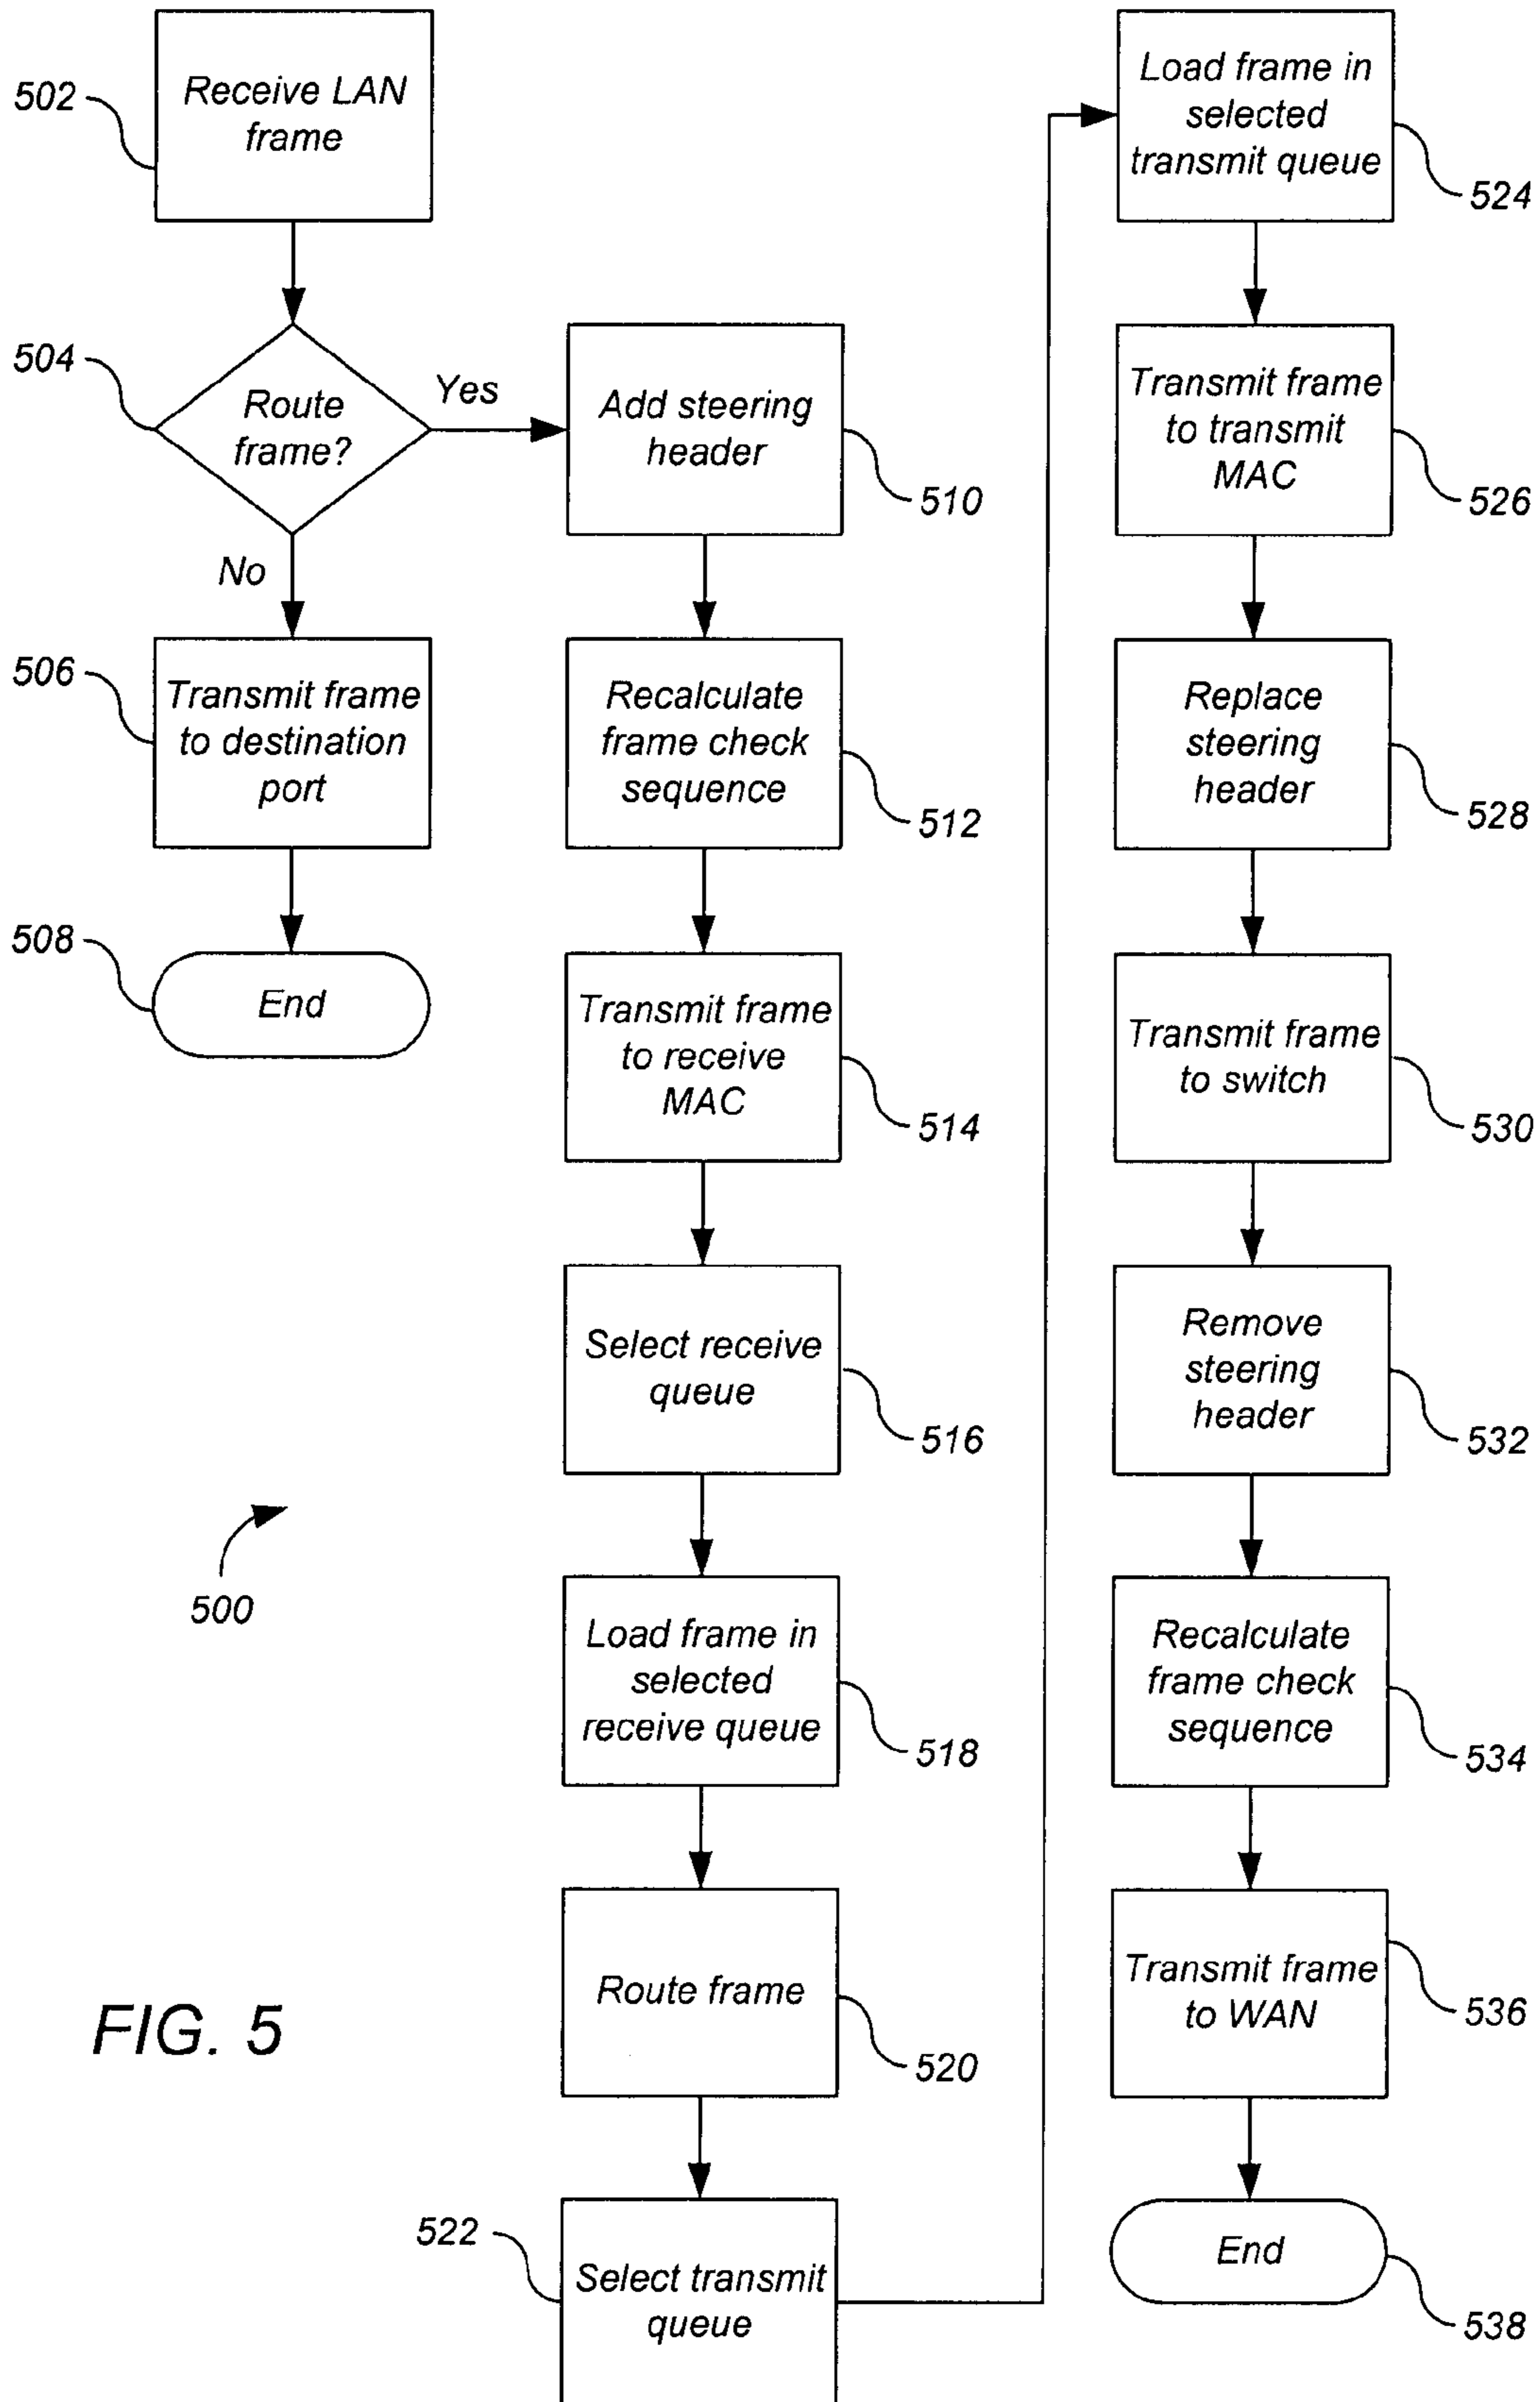 502
Receive LAN
frame
504
Route
frame?
Yes
No
506
Transmit frame
to destination
port
508
End
Add steering
header
510
Recalculate
frame check
sequence
512
Transmit frame
to receive
MAC
514
Select receive
queue
516
Load frame in
selected
receive queue
518
Route frame
520
522
Select transmit
queue
Load frame in
selected
transmit queue
524
Transmit frame
to transmit
MAC
526
Replace
steering
header
528
Transmit frame
to switch
530
Remove
steering
header
532
Recalculate
frame check
sequence
534
Transmit frame
to WAN
536
End
538
500
FIG. 5